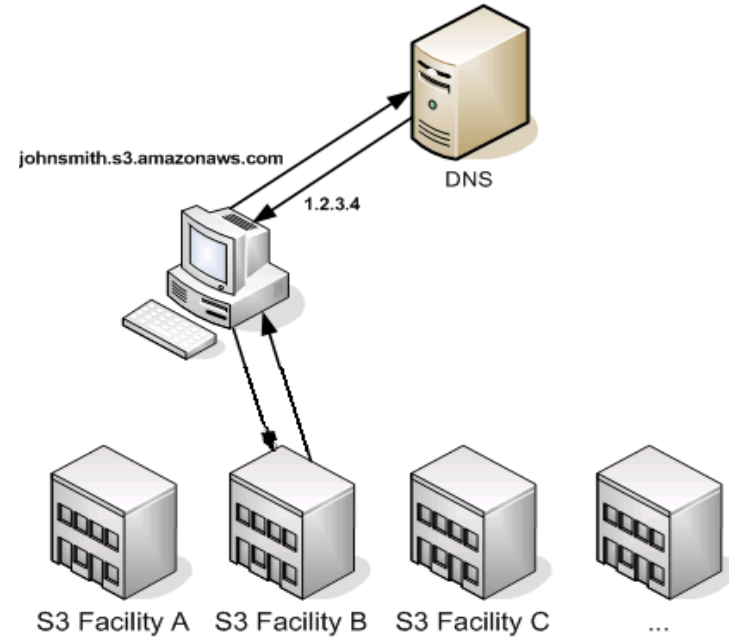 johnsmith.s3.amazonaws.com
DNS
1.2.3.4
S3 Facility A
S3 Facility B
S3 Facility C
...